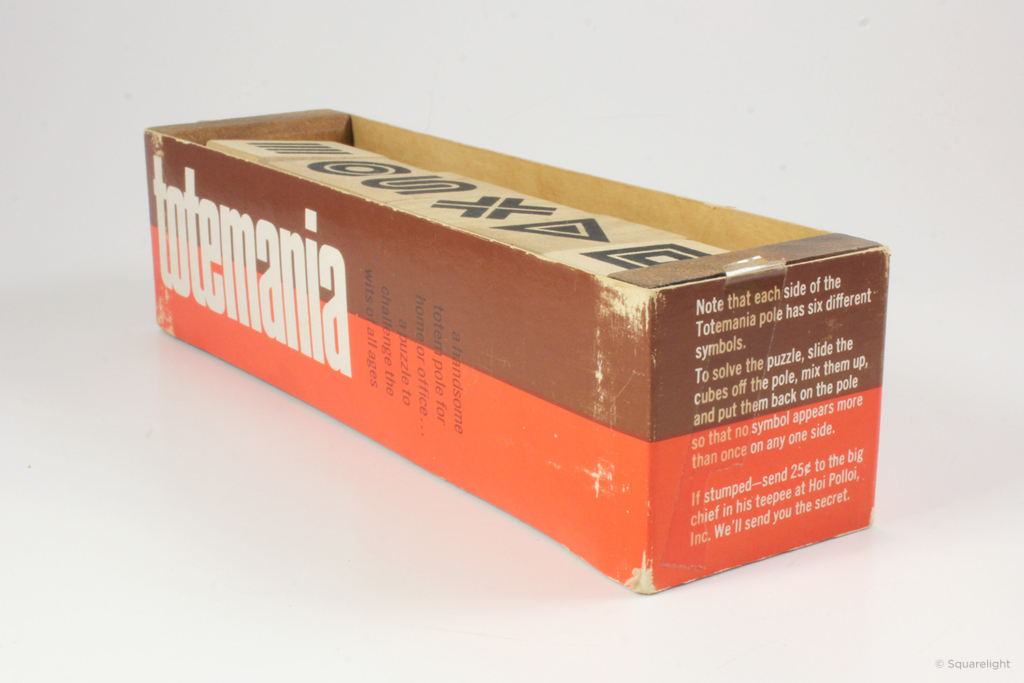 totemania
a handsome
totem pole for
home or office...
a puzzle to
challenge the
wits of all ages
Note that each side of the
Totemania pole has six different
symbols.
To solve the puzzle, slide the
cubes off the pole, mix them up,
and put them back on the pole
so that no symbol appears more
than once on any one side.
If stumped—send 25¢ to the big
chief in his teepee at Hoi Polloi,
Inc. We'll send you the secret.
© Squarelight